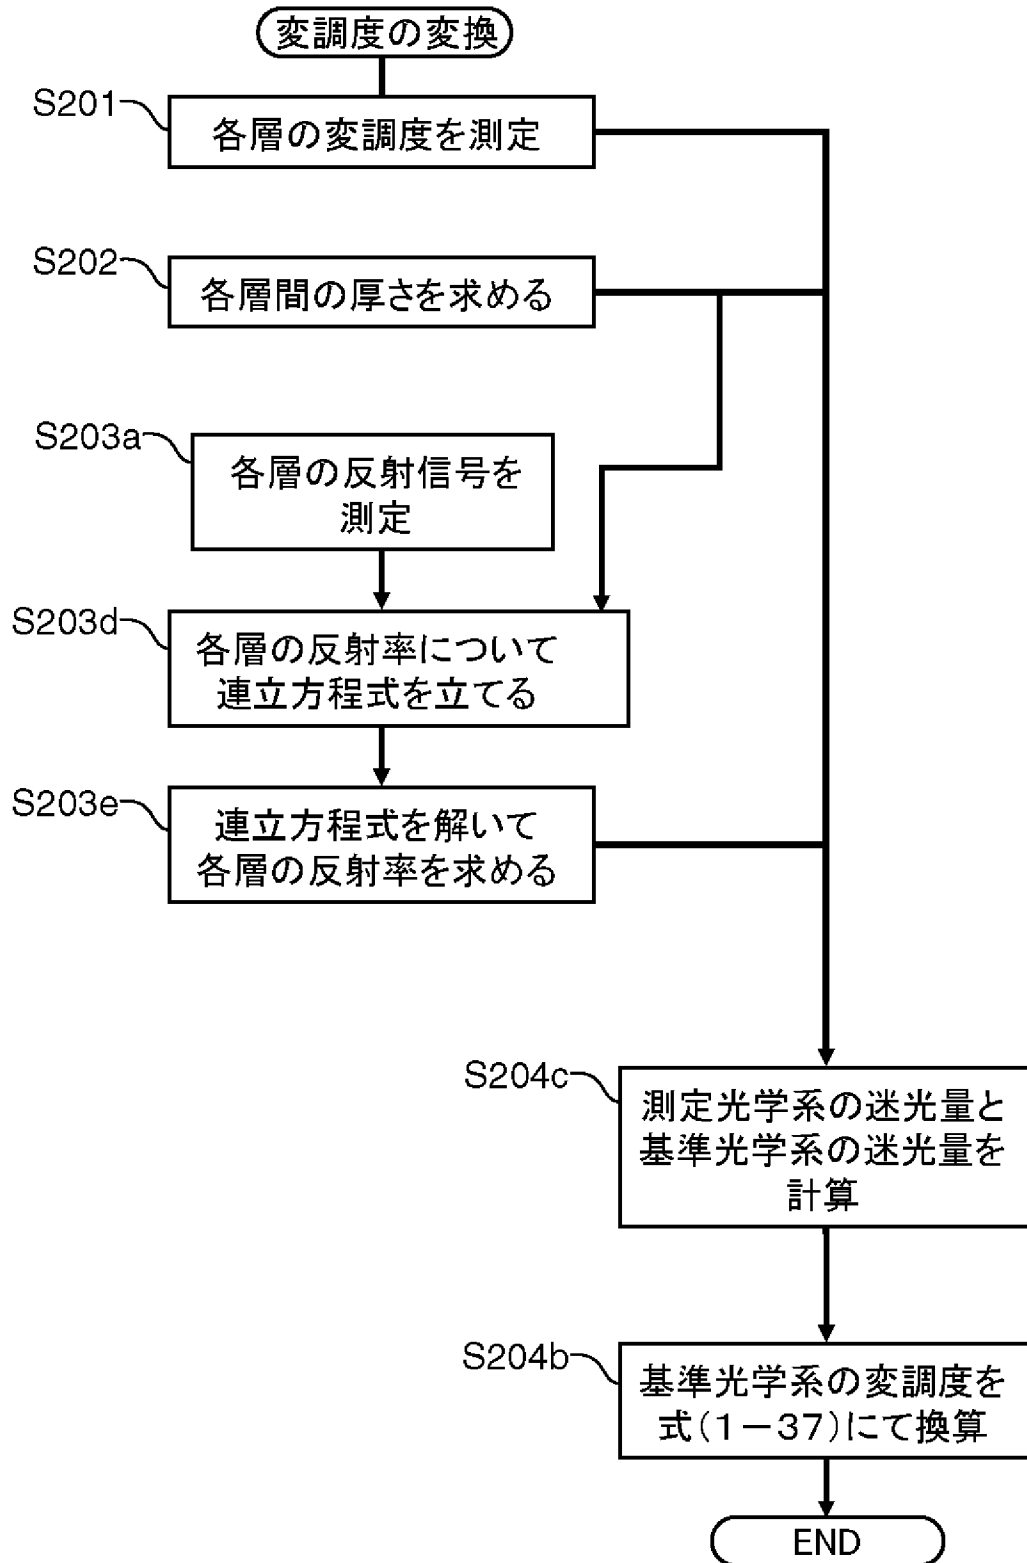 変調度の変換
S201
各層の変調度を測定
S202
各層間の厚さを求める
S203a
各層の反射信号を
測定
S203d
各層の反射率について
連立方程式を立てる
S203e
連立方程式を解いて
各層の反射率を求める
S204c
測定光学系の迷光量と
基準光学系の迷光量を
計算
S204b
基準光学系の変調度を
式(1-37)にて換算
END